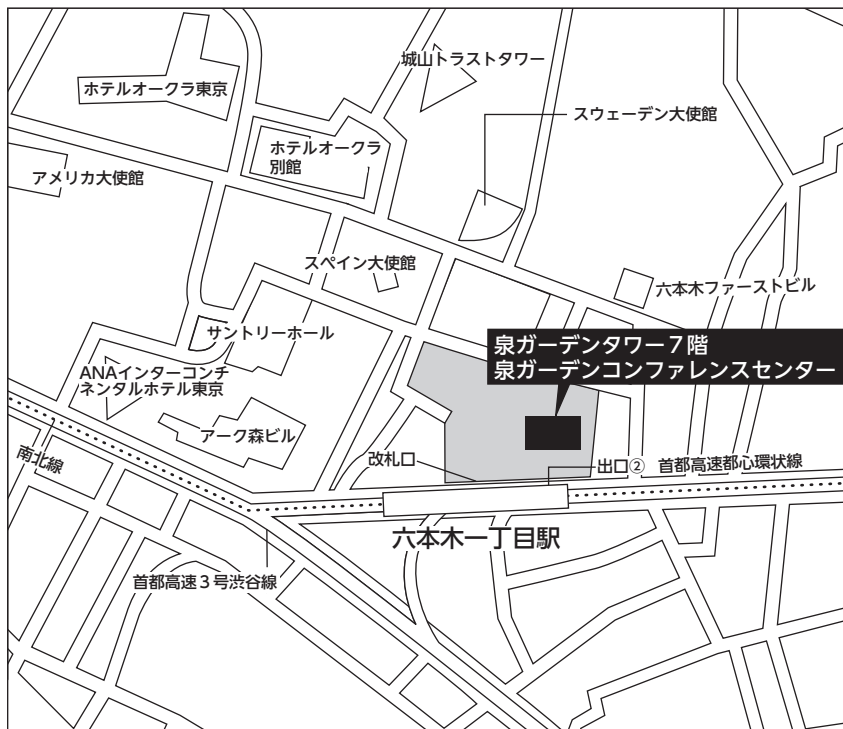 城山トラストタワー
ホテルオークラ東京
スウェーデン大使館
ホテルオークラ
別館
アメリカ大使館
スペイン大使館
六本木ファーストビル
サントリーホール
泉ガーデンタワー7階
泉ガーデンコンファレンスセンター
ANAインターコンチ
ネンタルホテル東京
アーク森ビル
改札口
出口②
首都高速都心環状線
南北線
六本木一丁目駅
首都高速3号渋谷線